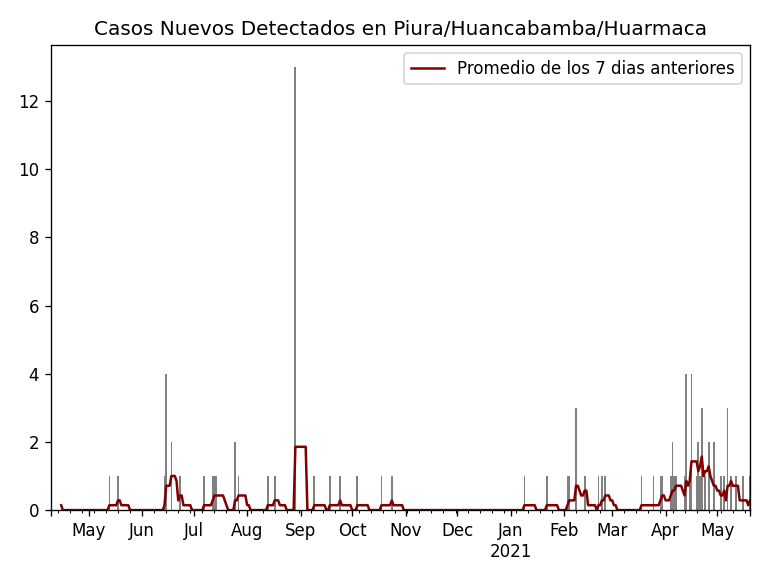 Casos Nuevos Detectados en Piura/Huancabamba/Huarmaca
Promedio de los 7 dias anteriores
12
10
8
6
4
2
0
May Jun Jul Aug Sep Oct Nov Dec Jan Feb Mar Apr May
2021